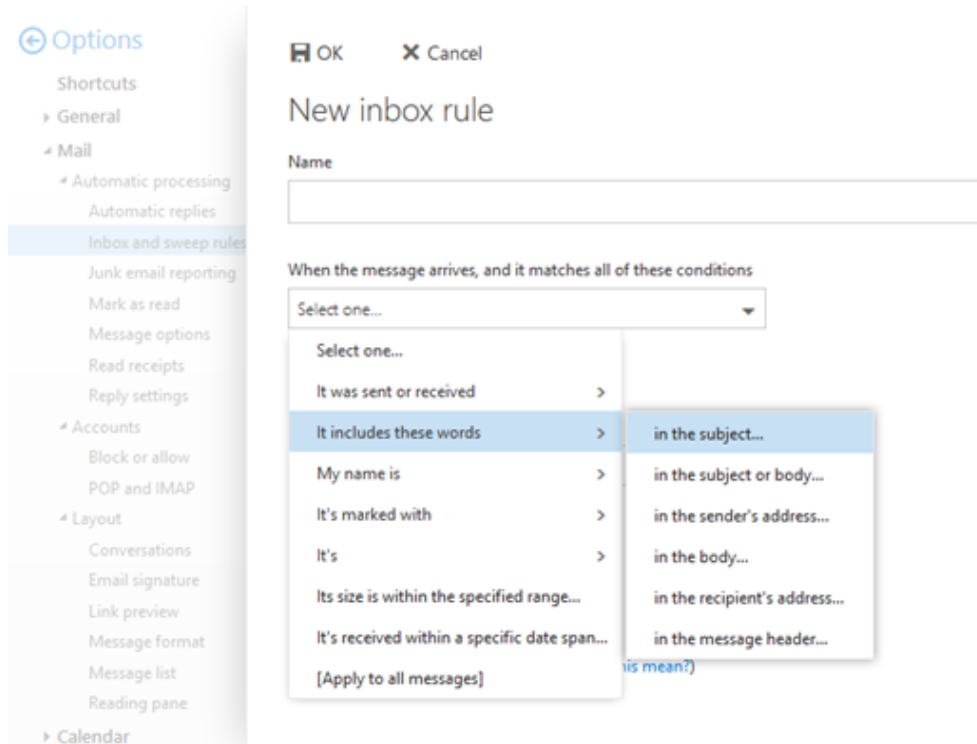 Options
Shortcuts
General
Mail
Automatic processing
Automatic replies
Inbox and sweep rules
Junk email reporting
Mark as read
Message options
Read receipts
Reply settings
Accounts
Block or allow
POP and IMAP
Layout
Conversations
Email signature
Link preview
Message format
Message list
Reading pane
Calendar
OK Cancel
New inbox rule
Name
When the message arrives, and it matches all of these conditions
Select one...
Select one...
It was sent or received
It includes these words
My name is
It's marked with
It's
Its size is within the specified range...
It's received within a specific date span...
[Apply to all messages]
in the subject...
in the subject or body...
in the sender's address...
in the body...
in the recipient's address...
in the message header...
mean?)